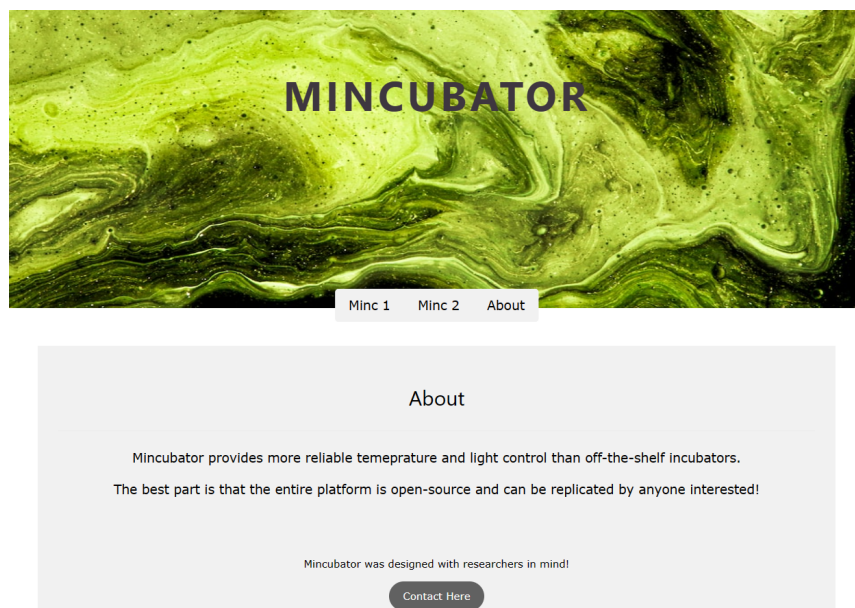 MINCUBATOR
Minc 1 Minc 2 About
About
Mincubator provides more reliable temeprature and light control than off-the-shelf incubators.
The best part is that the entire platform is open-source and can be replicated by anyone interested!
Mincubator was designed with researchers in mind!
Contact Here